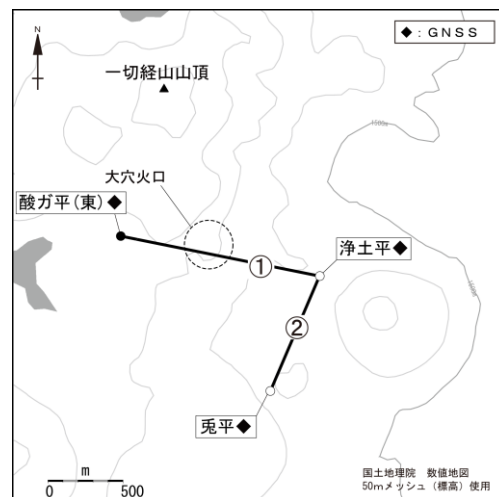 N
◆：GNSS
一切経山山頂
▲
1500m
大穴火口
酸ガ平(東)◆
浄土平◆
①
②
兎平◆
m
0 500
国土地理院 数値地図
50mメッシュ（標高）使用